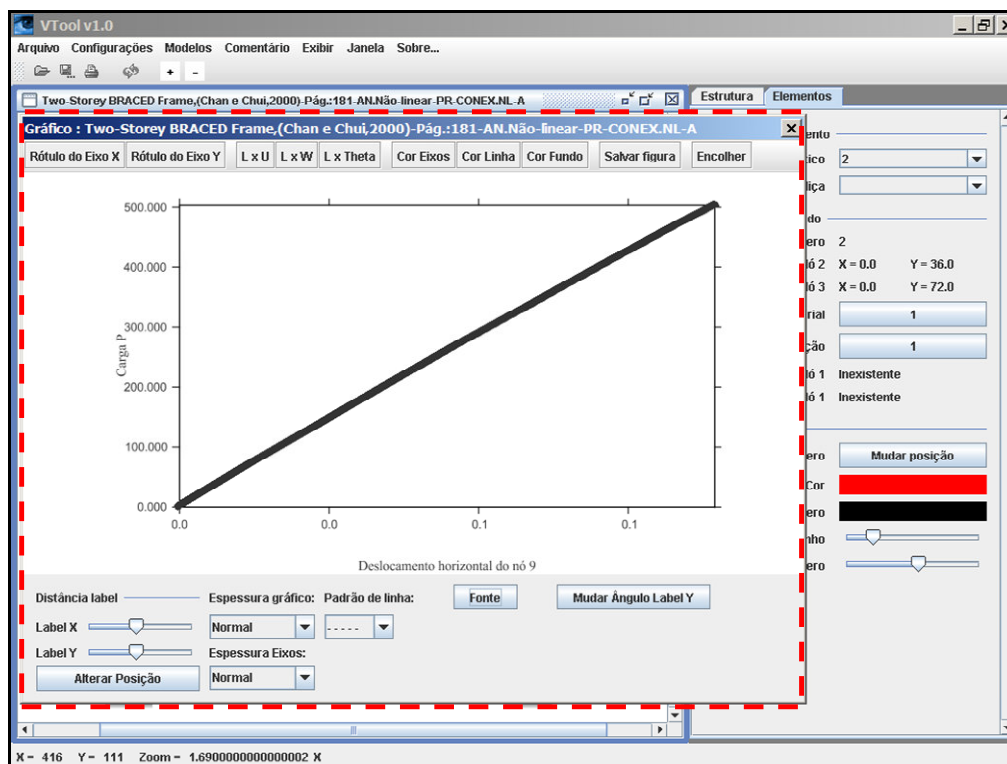 VTool v1.0
Arquivo Configurações Modelos Comentário Exibir Janela Sobre...
+ -
Two-Storey BRACED Frame,(Chan e Chui,2000)-Pág.:181-AN.Não-linear-PR-CONEX.NL-A
Estrutura Elementos
Gráfico : Two-Storey BRACED Frame,(Chan e Chui,2000)-Pág.:181-AN.Não-linear-PR-CONEX.NL-A
Rótulo do Eixo X Rótulo do Eixo Y L x U L x W L x Theta Cor Eixos Cor Linha Cor Fundo Salvar figura Encolher
500.000
400.000
300.000
200.000
100.000
0.000
Carga P
0.0 0.0 0.1 0.1
Deslocamento horizontal do nó 9
Distância label Espessura gráfico: Padrão de linha: Fonte Mudar Ângulo Label Y
Label X Normal - - - - -
Label Y Espessura Eixos:
Alterar Posição Normal
ento
ico 2
iça
do
ero 2
ló 2 X = 0.0 Y = 36.0
ló 3 X = 0.0 Y = 72.0
rial 1
ção 1
ló 1 Inexistente
ló 1 Inexistente
ero Mudar posição
Cor
ero
nho
ero
X = 416 Y = 111 Zoom = 1.6900000000000002 X